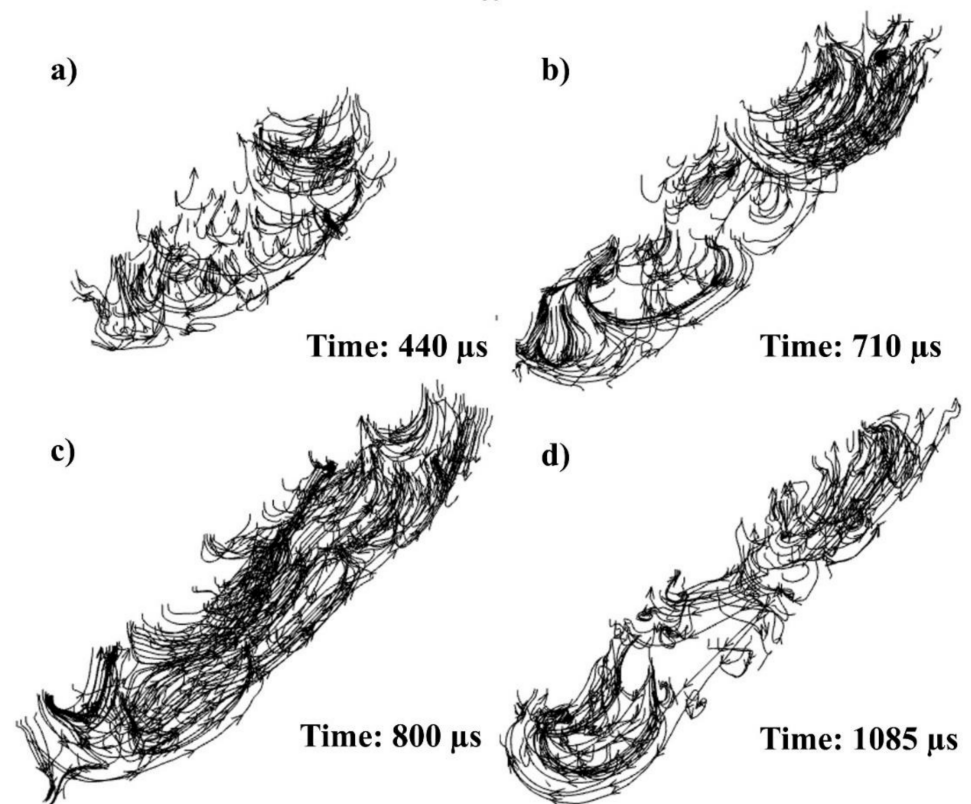 a)
b)
Time: 440 μs
Time: 710 μs
c)
d)
Time: 800 μs
Time: 1085 μs